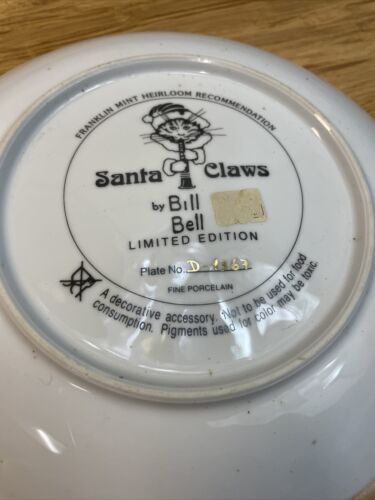 FRANKLIN MINT HEIRLOOM RECOMMENDATION
Santa Claws
by Bill
Bell
LIMITED EDITION
Plate No.
FINE PORCELAIN
A decorative accessory. Not to be used for food
consumption. Pigments used for color may be toxic.